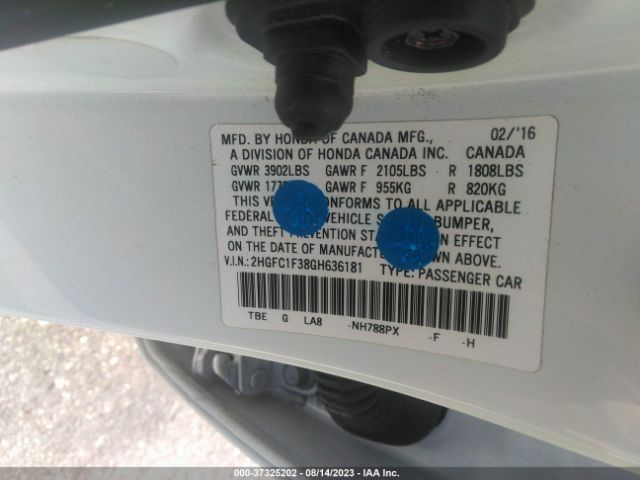 MFD. BY HONDA OF CANADA MFG., 02/'16
A DIVISION OF HONDA CANADA INC. CANADA
GVWR 3902LBS GAWR F 2105LBS R 1808LBS
GVWR GAWR F 955KG R 820KG
THIS CONFORMS TO ALL APPLICABLE
FEDERAL VEHICLE BUMPER,
AND THEFT PREVENTION IN EFFECT
ON THE DATE OF MANUFACTURE SHOWN ABOVE.
V.I.N.: 2HGFC1F38GH636181 TYPE: PASSENGER CAR
TBE G LA8 -NH788PX -F -H
000-37325202 - 08/14/2023 - IAA Inc.